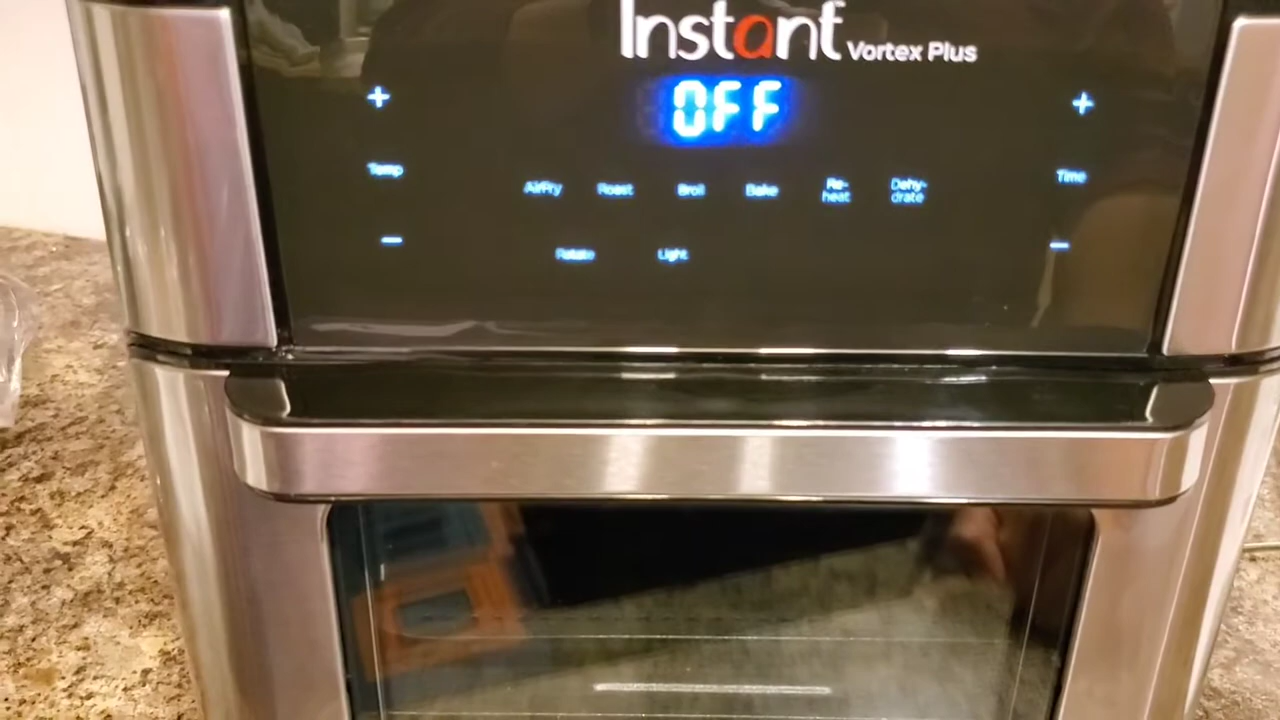 Instant Vortex Plus
+ OFF +
Temp Time
AirFry Roast Broil Bake Re-heat Dehy-drate
- Rotate Light -